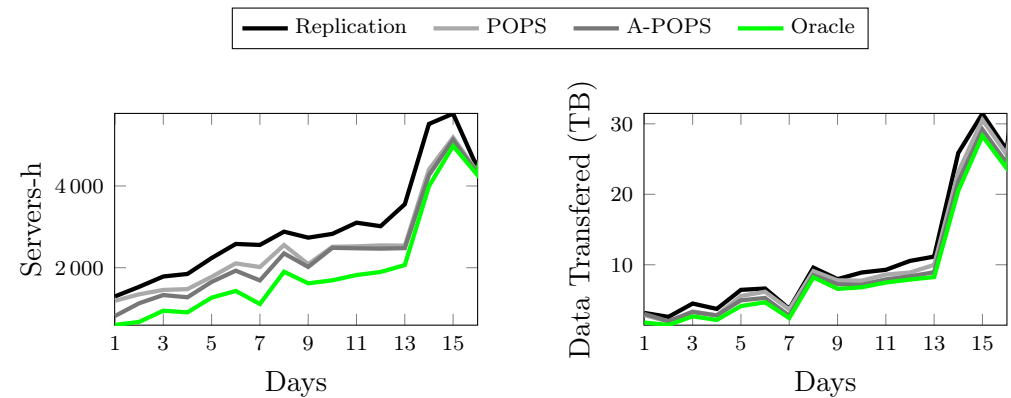 Replication POPS A-POPS Oracle
Servers-h
4 000
2 000
1 3 5 7 9 11 13 15
Days
Data Transfered (TB)
30
20
10
1 3 5 7 9 11 13 15
Days